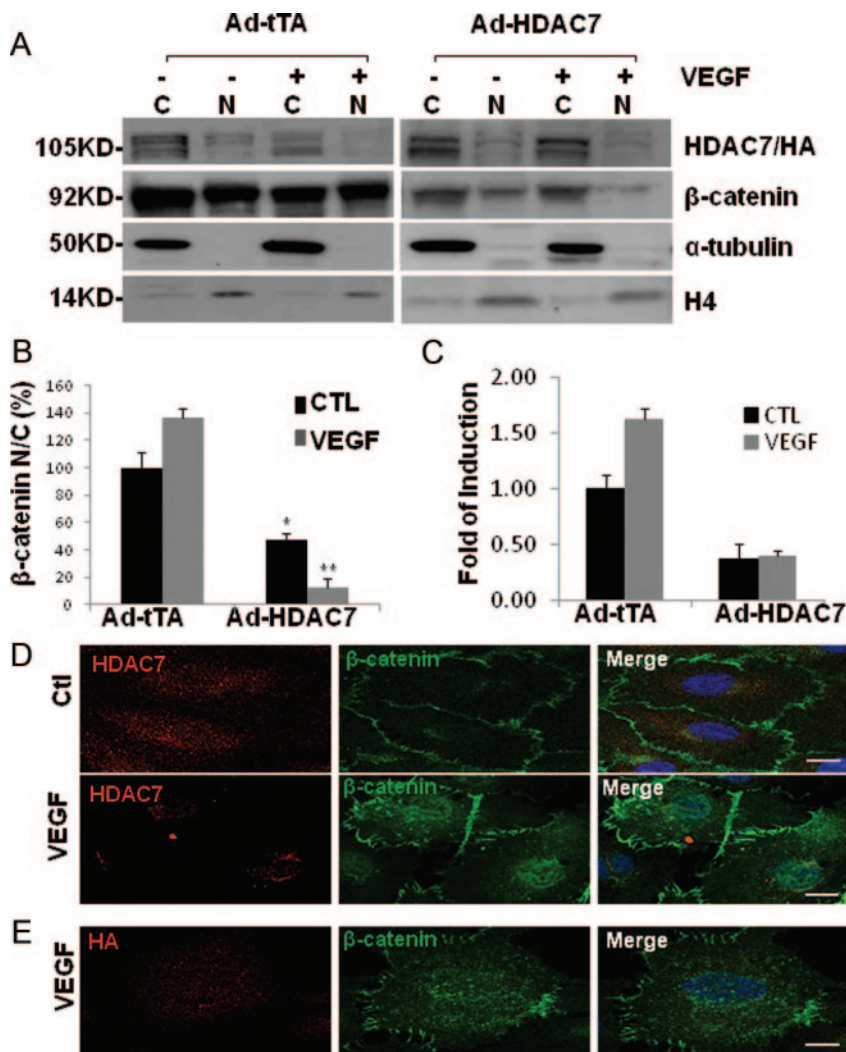 A
Ad-tTA Ad-HDAC7
- - + + - - + + VEGF
C N C N C N C N
105KD- HDAC7/HA
92KD- β-catenin
50KD- α-tubulin
14KD- H4
B
β-catenin N/C (%)
160
140
120
100
80
60
40
20
0
CTL
VEGF
*
**
Ad-tTA Ad-HDAC7
C
Fold of Induction
2.00
1.50
1.00
0.50
0.00
CTL
VEGF
Ad-tTA Ad-HDAC7
D
Ctl
HDAC7 β-catenin Merge
VEGF
HDAC7 β-catenin Merge
E
VEGF
HA β-catenin Merge